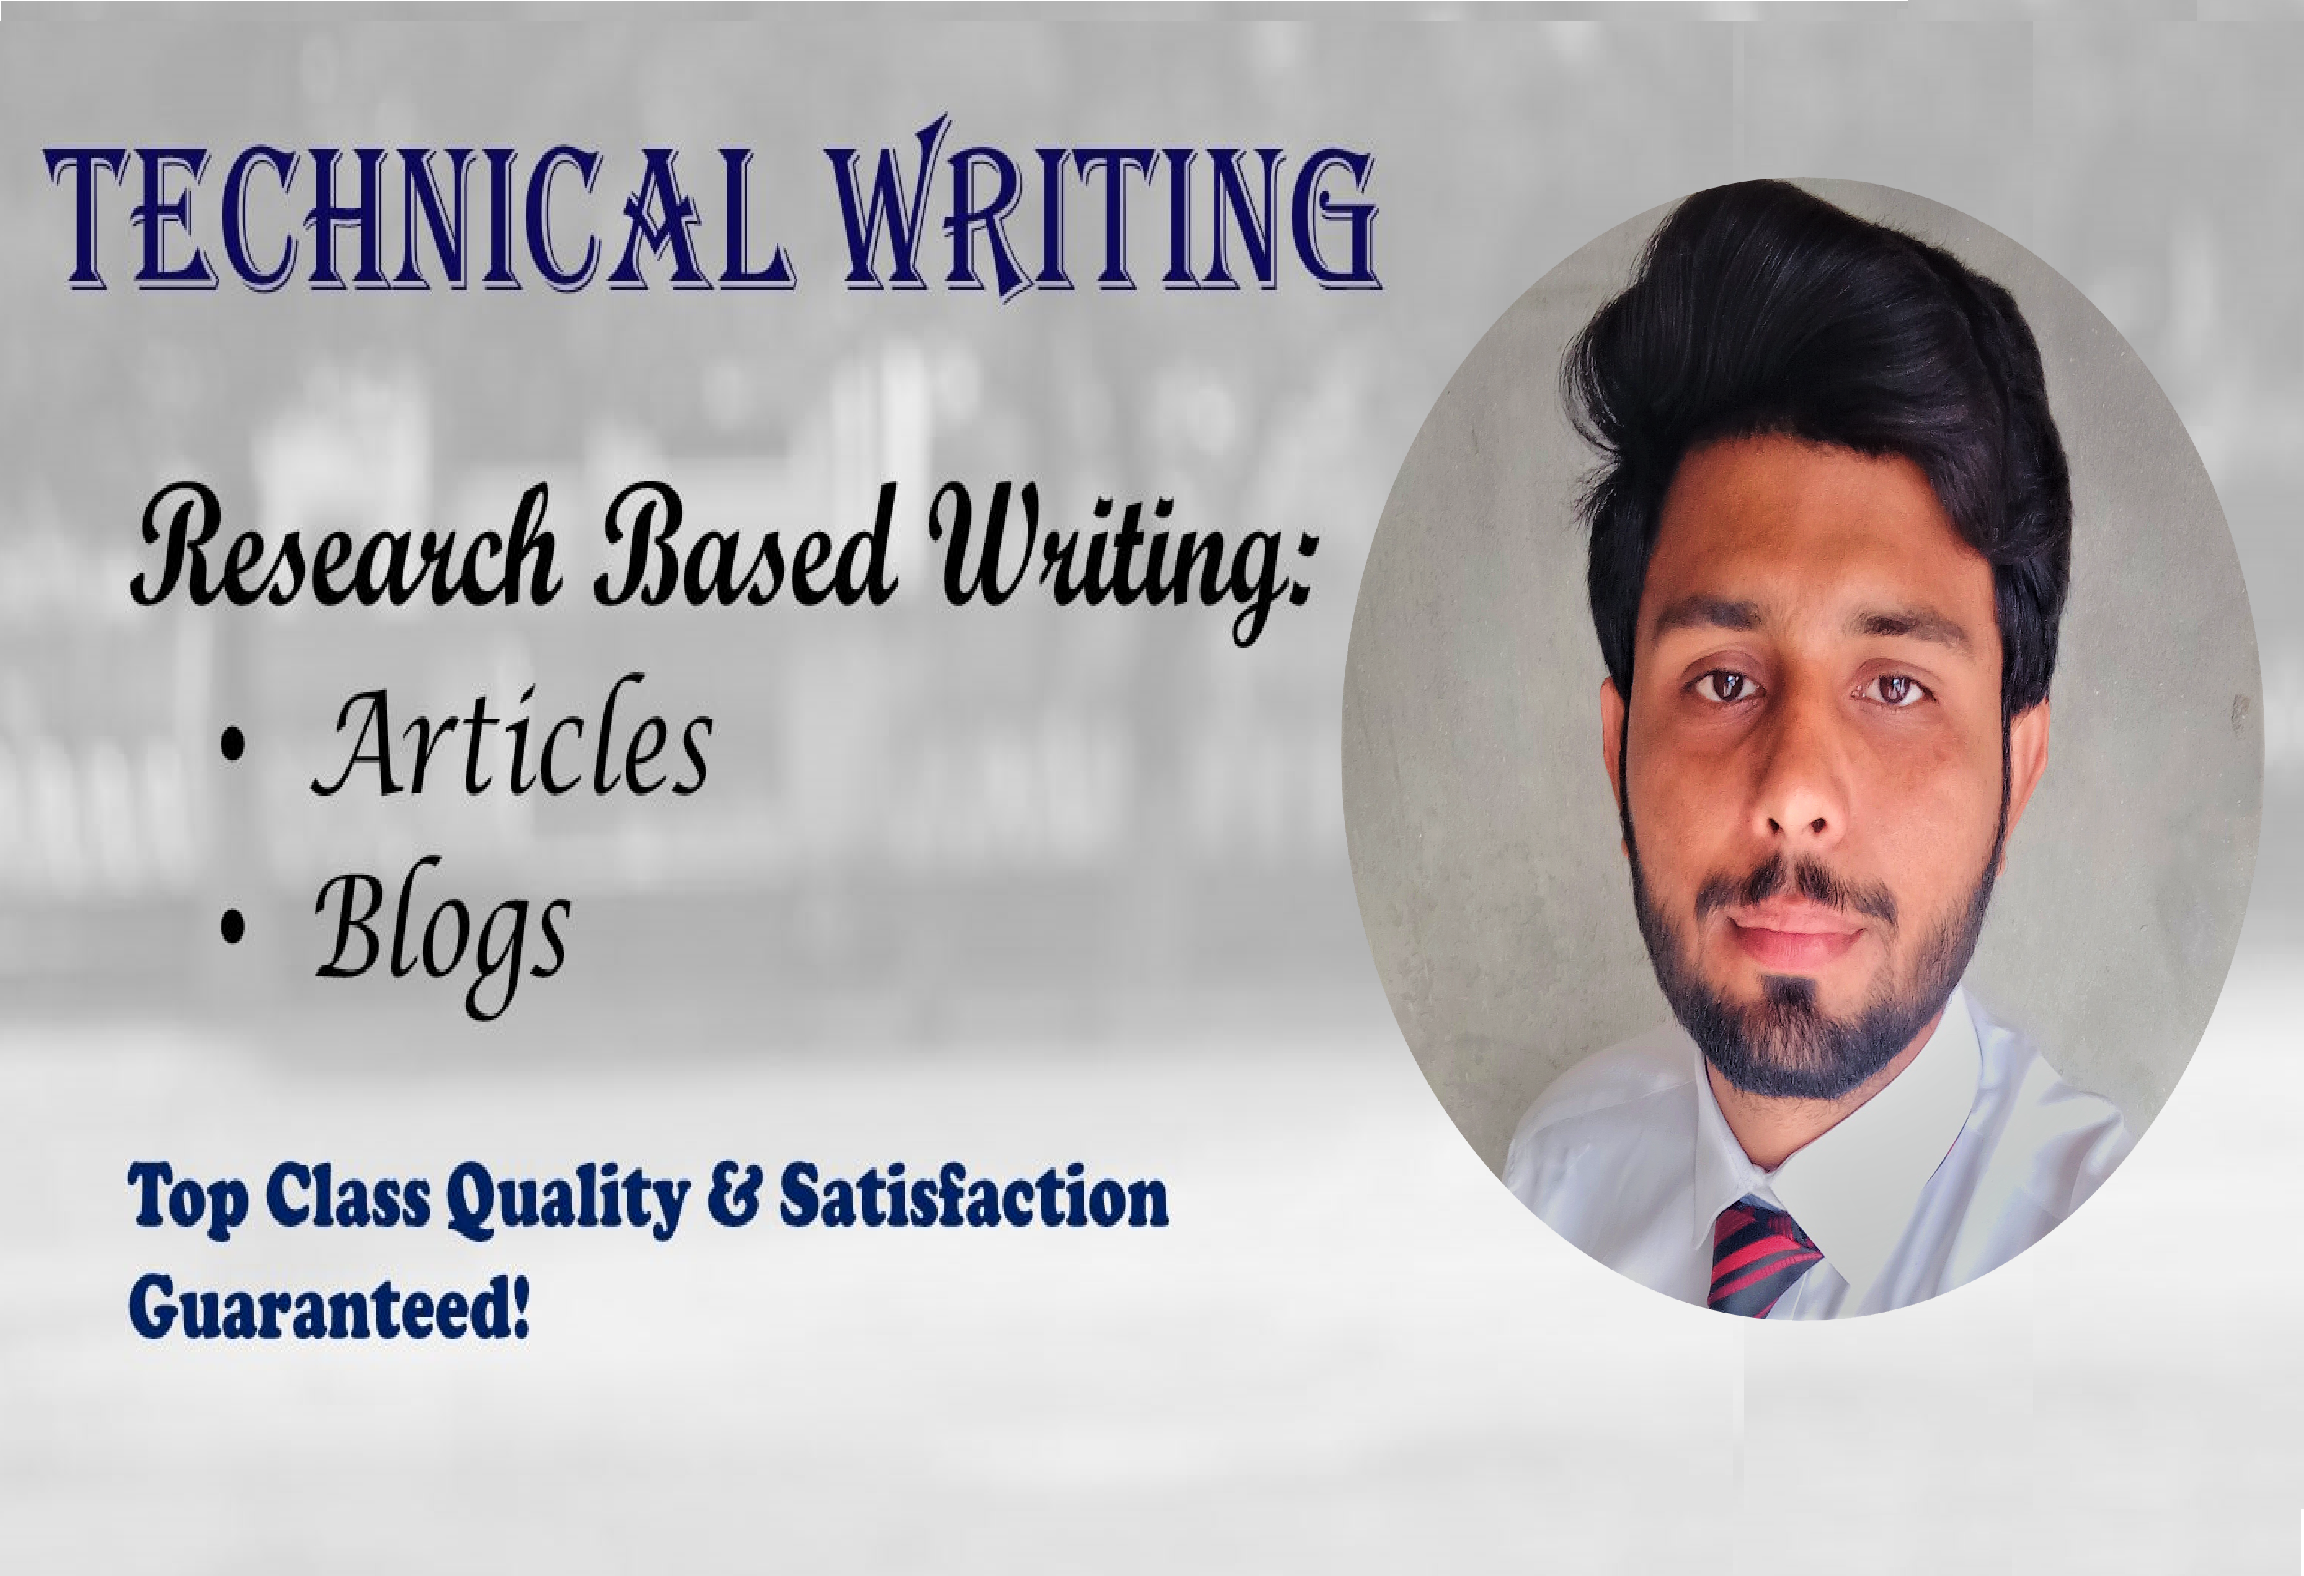 TECHNICAL WRITING
Research Based Writing:
• Articles
• Blogs
Top Class Quality & Satisfaction
Guaranteed!